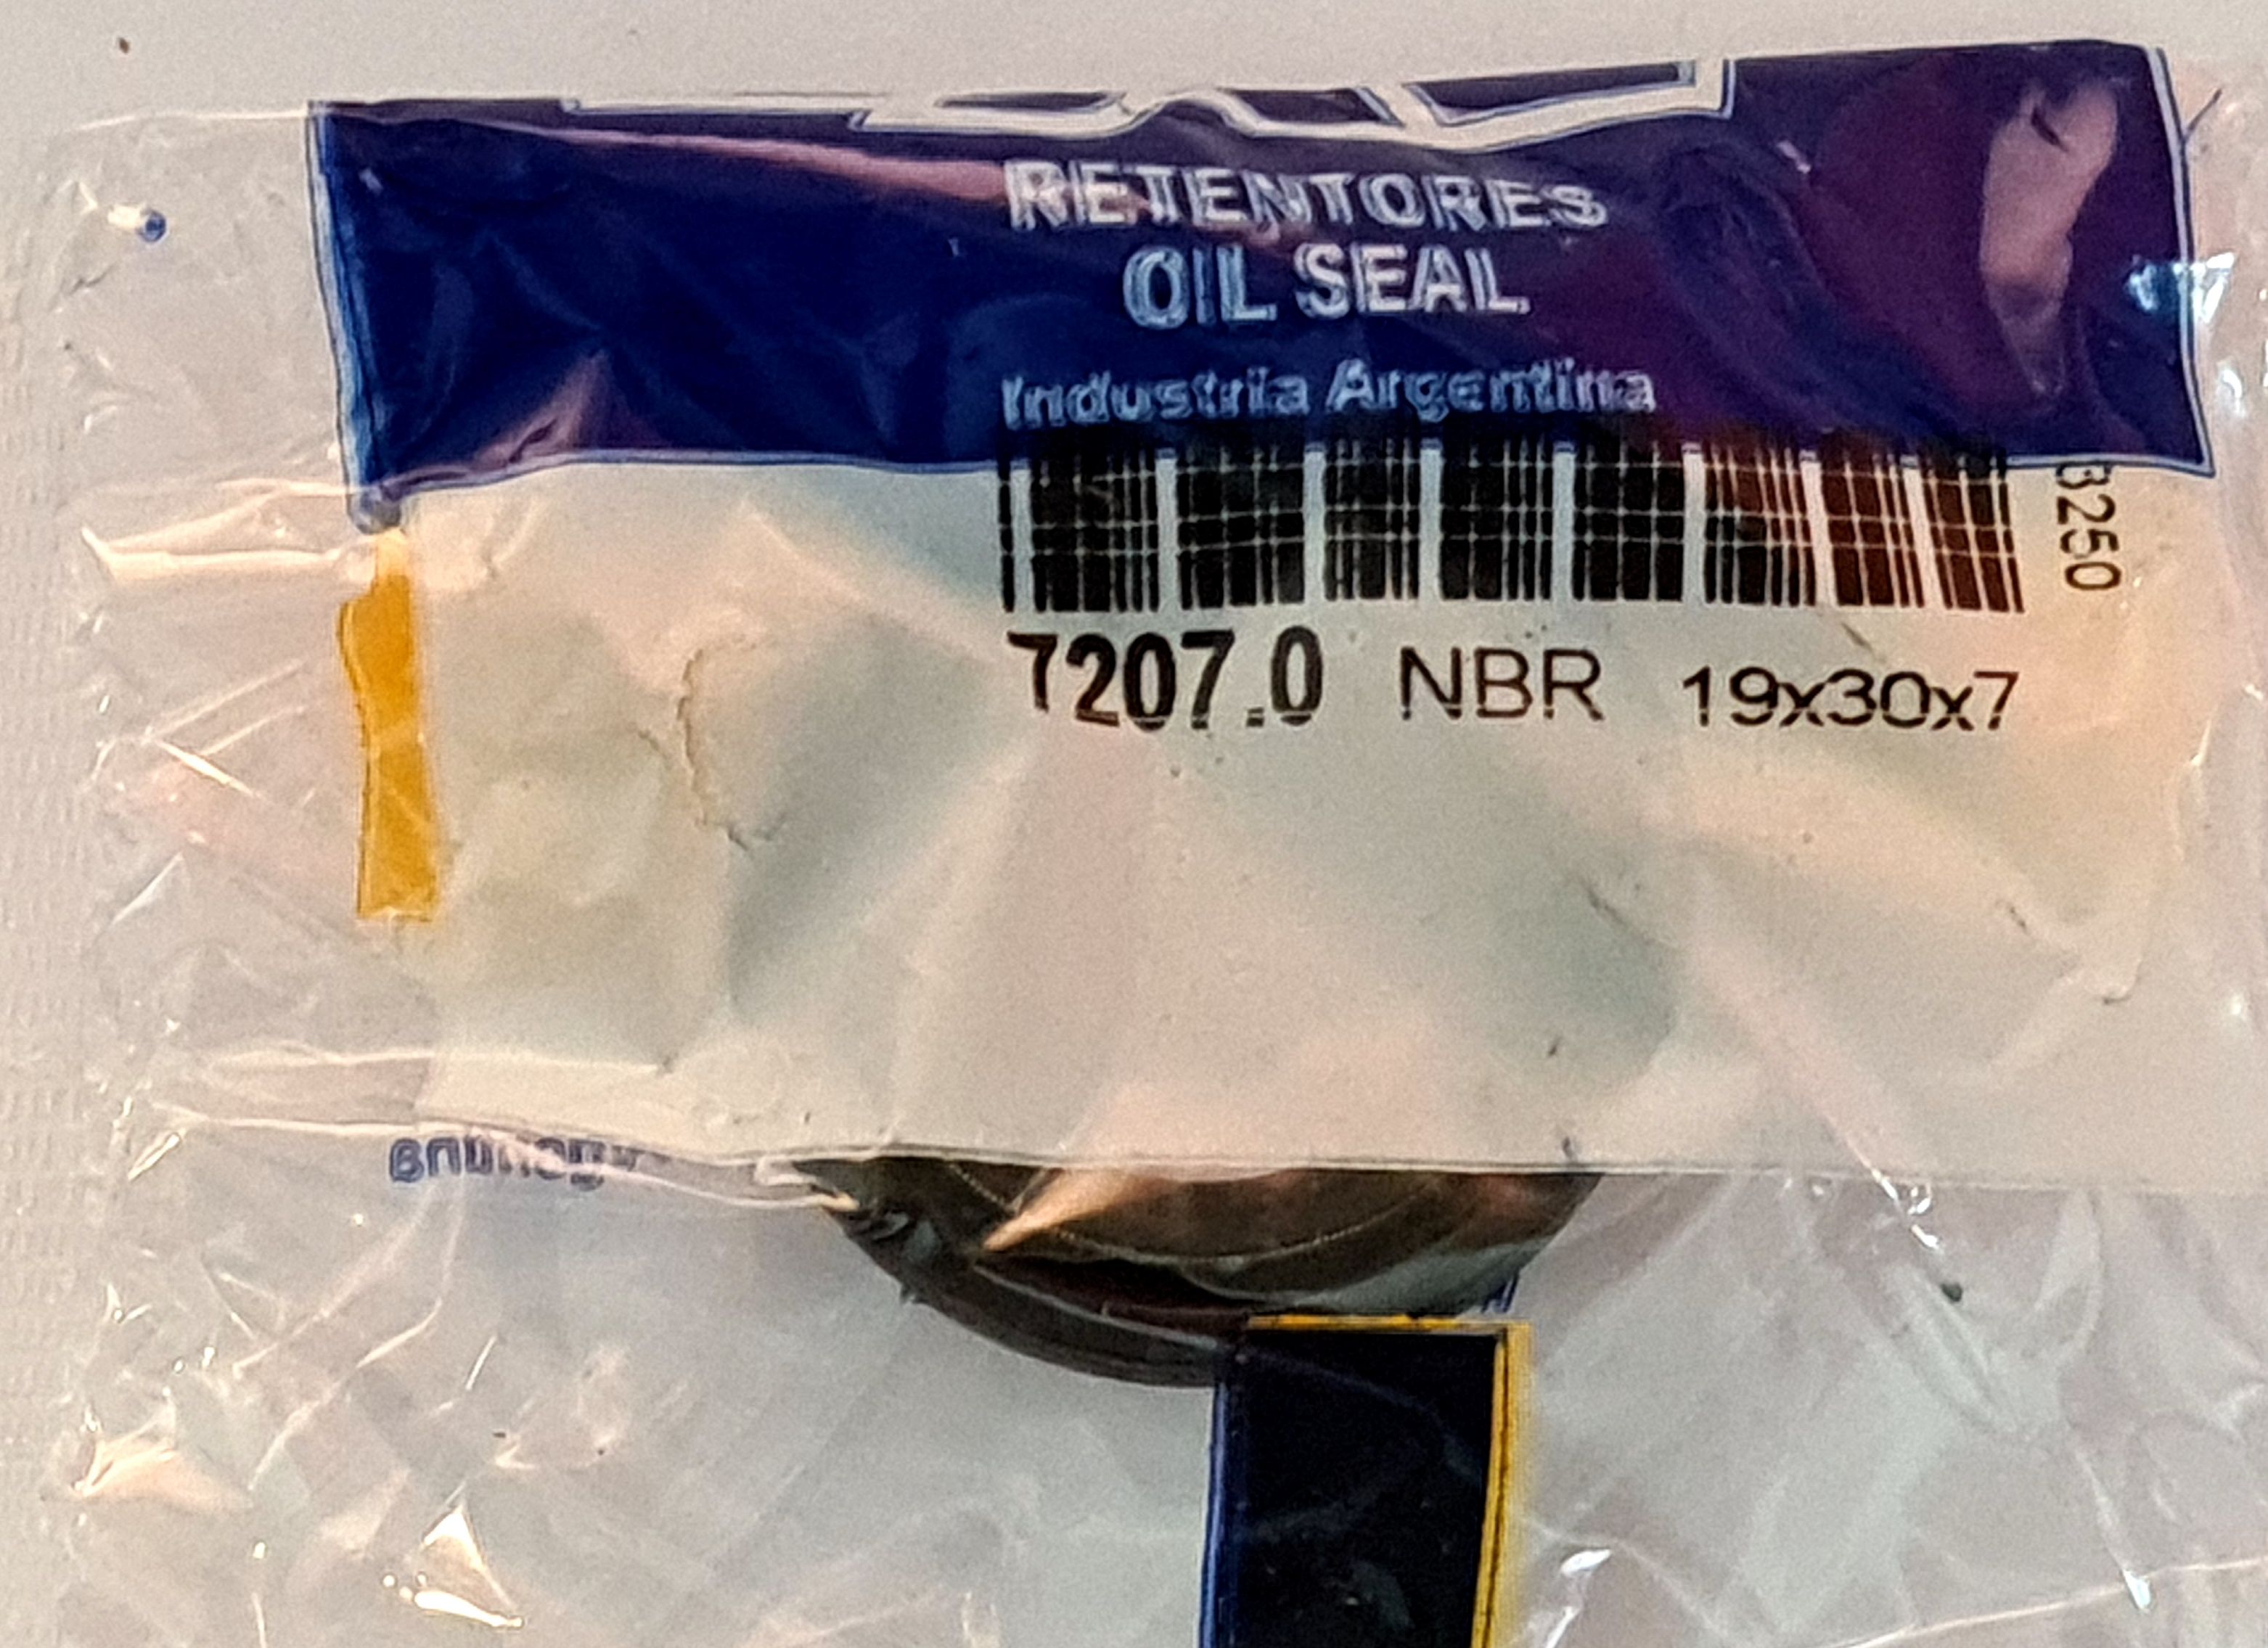 RETENTORES
OIL SEAL
Industria Argentina
3250
7207.0 NBR 19x30x7